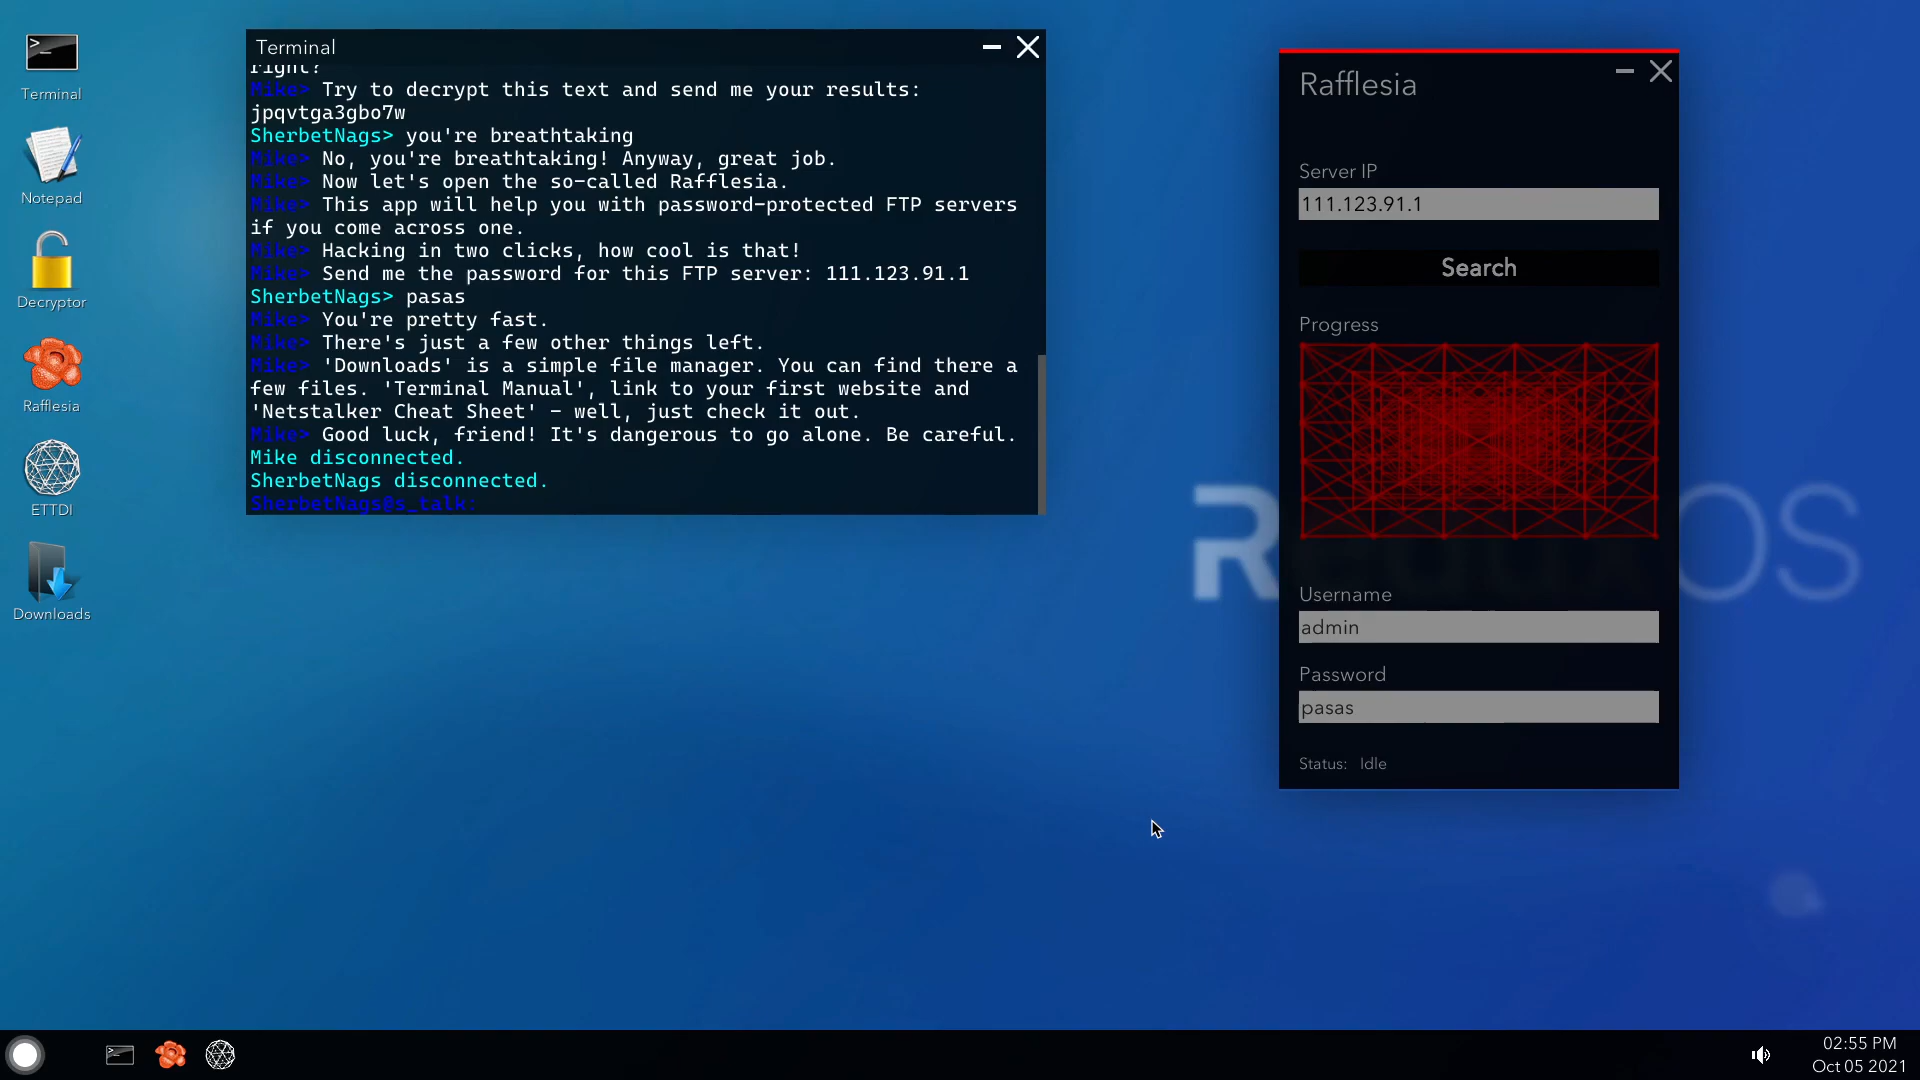 Terminal
Notepad
Decryptor
Rafflesia
ETTDI
Downloads
Terminal
right?
Mike> Try to decrypt this text and send me your results:
jpqvtga3gbo7w
SherbetNags> you're breathtaking
Mike> No, you're breathtaking! Anyway, great job.
Mike> Now let's open the so-called Rafflesia.
Mike> This app will help you with password-protected FTP servers
if you come across one.
Mike> Hacking in two clicks, how cool is that!
Mike> Send me the password for this FTP server: 111.123.91.1
SherbetNags> pasas
Mike> You're pretty fast.
Mike> There's just a few other things left.
Mike> 'Downloads' is a simple file manager. You can find there a
few files. 'Terminal Manual', link to your first website and
'Netstalker Cheat Sheet' - well, just check it out.
Mike> Good luck, friend! It's dangerous to go alone. Be careful.
Mike disconnected.
SherbetNags disconnected.
SherbetNags@s_talk:
Rafflesia
Server IP
111.123.91.1
Search
Progress
Username
admin
Password
pasas
Status: Idle
OS
02:55 PM
Oct 05 2021